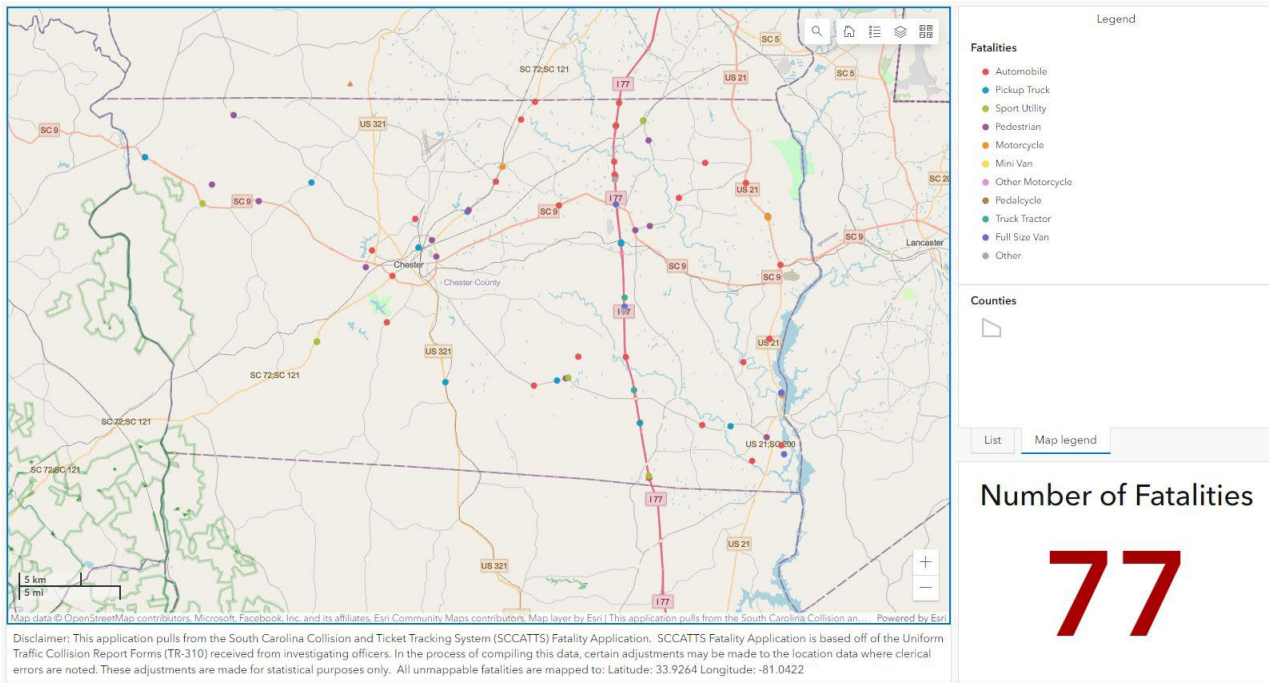 Legend
Fatalities
Automobile
Pickup Truck
Sport Utility
Pedestrian
Motorcycle
Mini Van
Other Motorcycle
Pedalcycle
Truck Tractor
Full Size Van
Other
Counties
List
Map legend
Number of Fatalities
77
SC 5
SC 72;SC 121
I 77
US 21
SC 5
SC 9
US 321
SC 9
US 21
SC 9
I 77
SC 9
SC 9
Lancaster
Chester
SC 9
Chester County
SC 9
I 77
US 21
US 321
SC 72;SC 121
SC 72;SC 121
US 21;SC 200
SC 72;SC 121
I 77
US 21
US 321
5 km
5 mi
I 77
+
−
Map data © OpenStreetMap contributors, Microsoft, Facebook, Inc. and its affiliates, Esri Community Maps contributors, Map layer by Esri | This application pulls from the South Carolina Collision an...
Powered by Esri
Disclaimer: This application pulls from the South Carolina Collision and Ticket Tracking System (SCCATTS) Fatality Application. SCCATTS Fatality Application is based off of the Uniform
Traffic Collision Report Forms (TR-310) received from investigating officers. In the process of compiling this data, certain adjustments may be made to the location data where clerical
errors are noted. These adjustments are made for statistical purposes only. All unmappable fatalities are mapped to: Latitude: 33.9264 Longitude: -81.0422